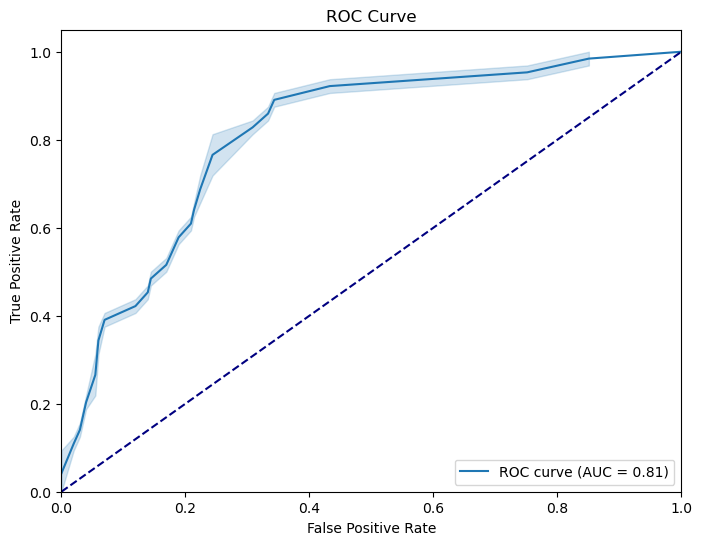 ROC Curve
1.0
0.8
0.6
0.4
0.2
0.0
True Positive Rate
ROC curve (AUC = 0.81)
0.0 0.2 0.4 0.6 0.8 1.0
False Positive Rate